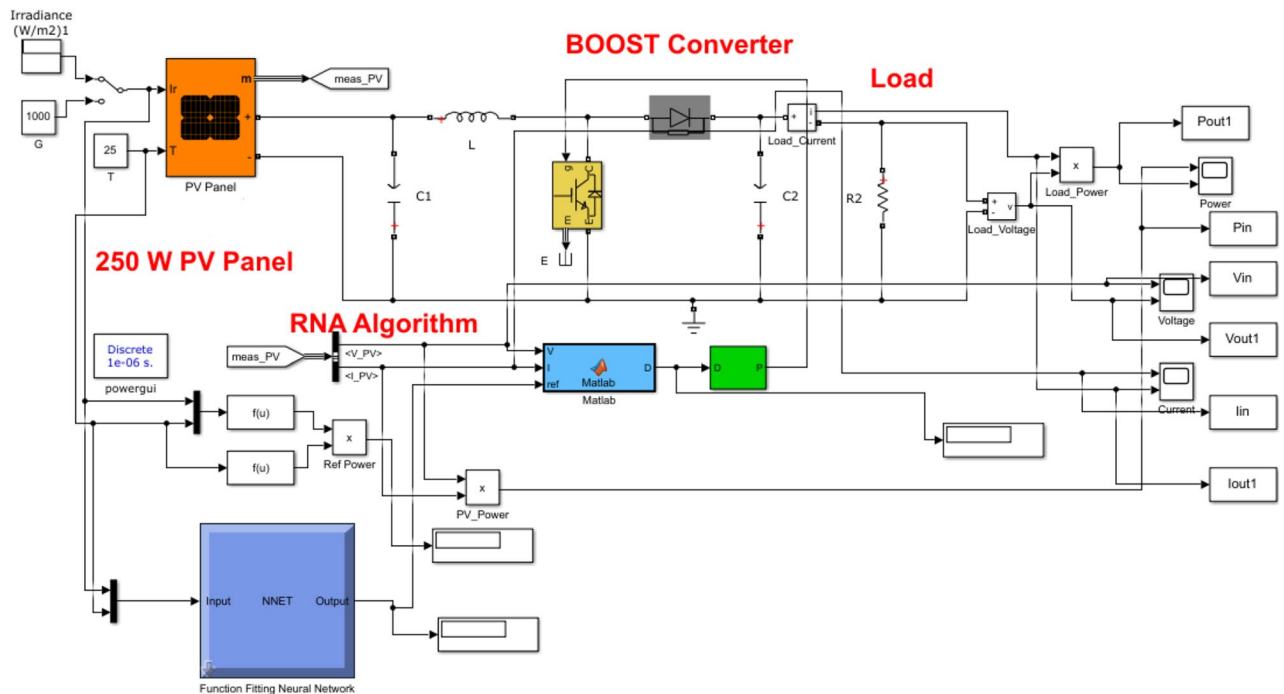 Irradiance
(W/m2)1
BOOST Converter
Load
Ir
m
meas_PV
1000
G
+
-
25
T
T
PV Panel
L
C1
g
C
m
E
E
C2
+
i
-
Load_Current
R2
x
Load_Power
+
-
v
Load_Voltage
Pout1
Power
Pin
Vin
Voltage
Vout1
Current
Iin
Iout1
250 W PV Panel
RNA Algorithm
Discrete
1e-06 s.
powergui
meas_PV
<V_PV>
<I_PV>
V
I
ref
Matlab
D
Matlab
D
P
f(u)
f(u)
x
Ref Power
x
PV_Power
Input
NNET
Output
Function Fitting Neural Network